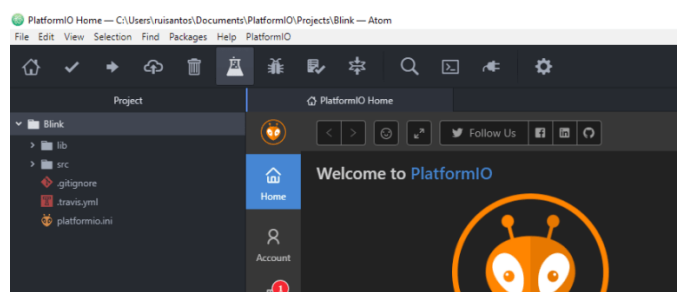 PlatformIO Home — C:\Users\ruisantos\Documents\PlatformIO\Projects\Blink — Atom
File Edit View Selection Find Packages Help PlatformIO
Project
PlatformIO Home
Blink
lib
src
.gitignore
.travis.yml
platformio.ini
Follow Us
Welcome to PlatformIO
Home
Account
1